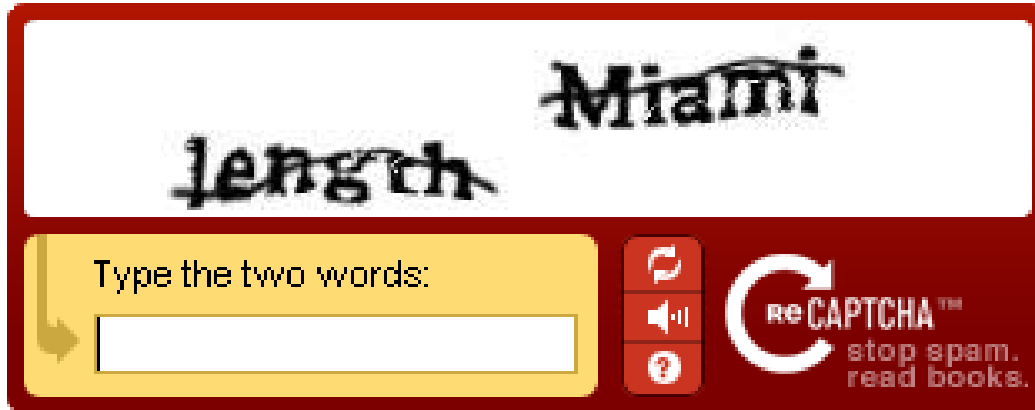 length Miami
Type the two words:
reCAPTCHA™
stop spam.
read books.